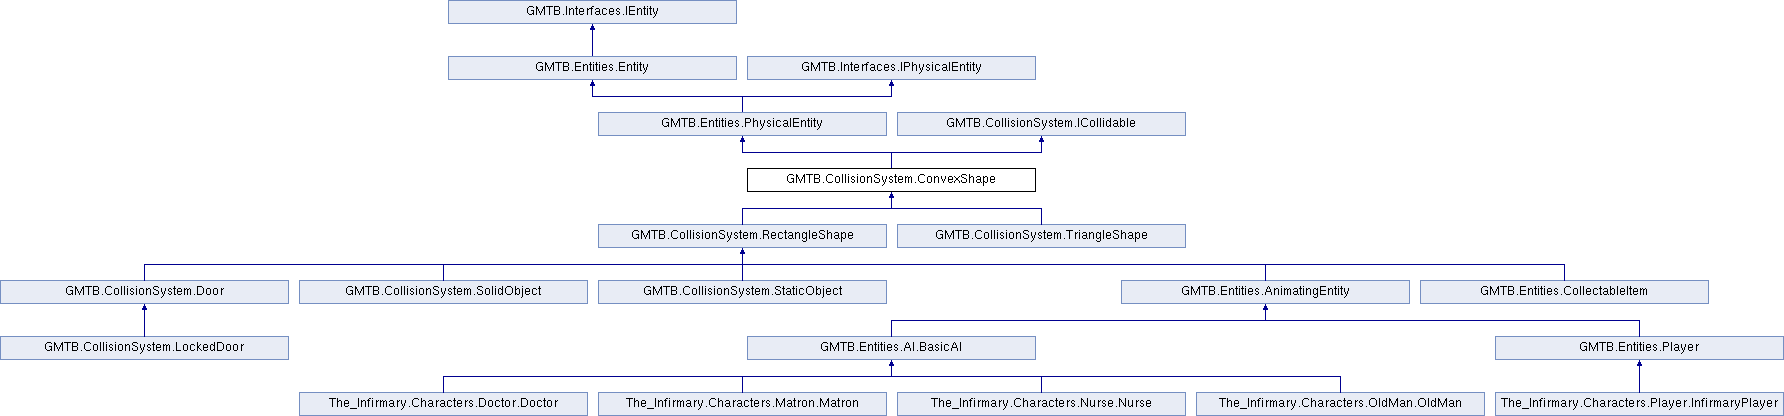 GMTB.Interfaces.IEntity
GMTB.Entities.Entity
GMTB.Interfaces.IPhysicalEntity
GMTB.Entities.PhysicalEntity
GMTB.CollisionSystem.ICollidable
GMTB.CollisionSystem.ConvexShape
GMTB.CollisionSystem.RectangleShape
GMTB.CollisionSystem.TriangleShape
GMTB.CollisionSystem.Door
GMTB.CollisionSystem.SolidObject
GMTB.CollisionSystem.StaticObject
GMTB.Entities.AnimatingEntity
GMTB.Entities.CollectableItem
GMTB.CollisionSystem.LockedDoor
GMTB.Entities.AI.BasicAI
GMTB.Entities.Player
The_Infirmary.Characters.Doctor.Doctor
The_Infirmary.Characters.Matron.Matron
The_Infirmary.Characters.Nurse.Nurse
The_Infirmary.Characters.OldMan.OldMan
The_Infirmary.Characters.Player.InfirmaryPlayer